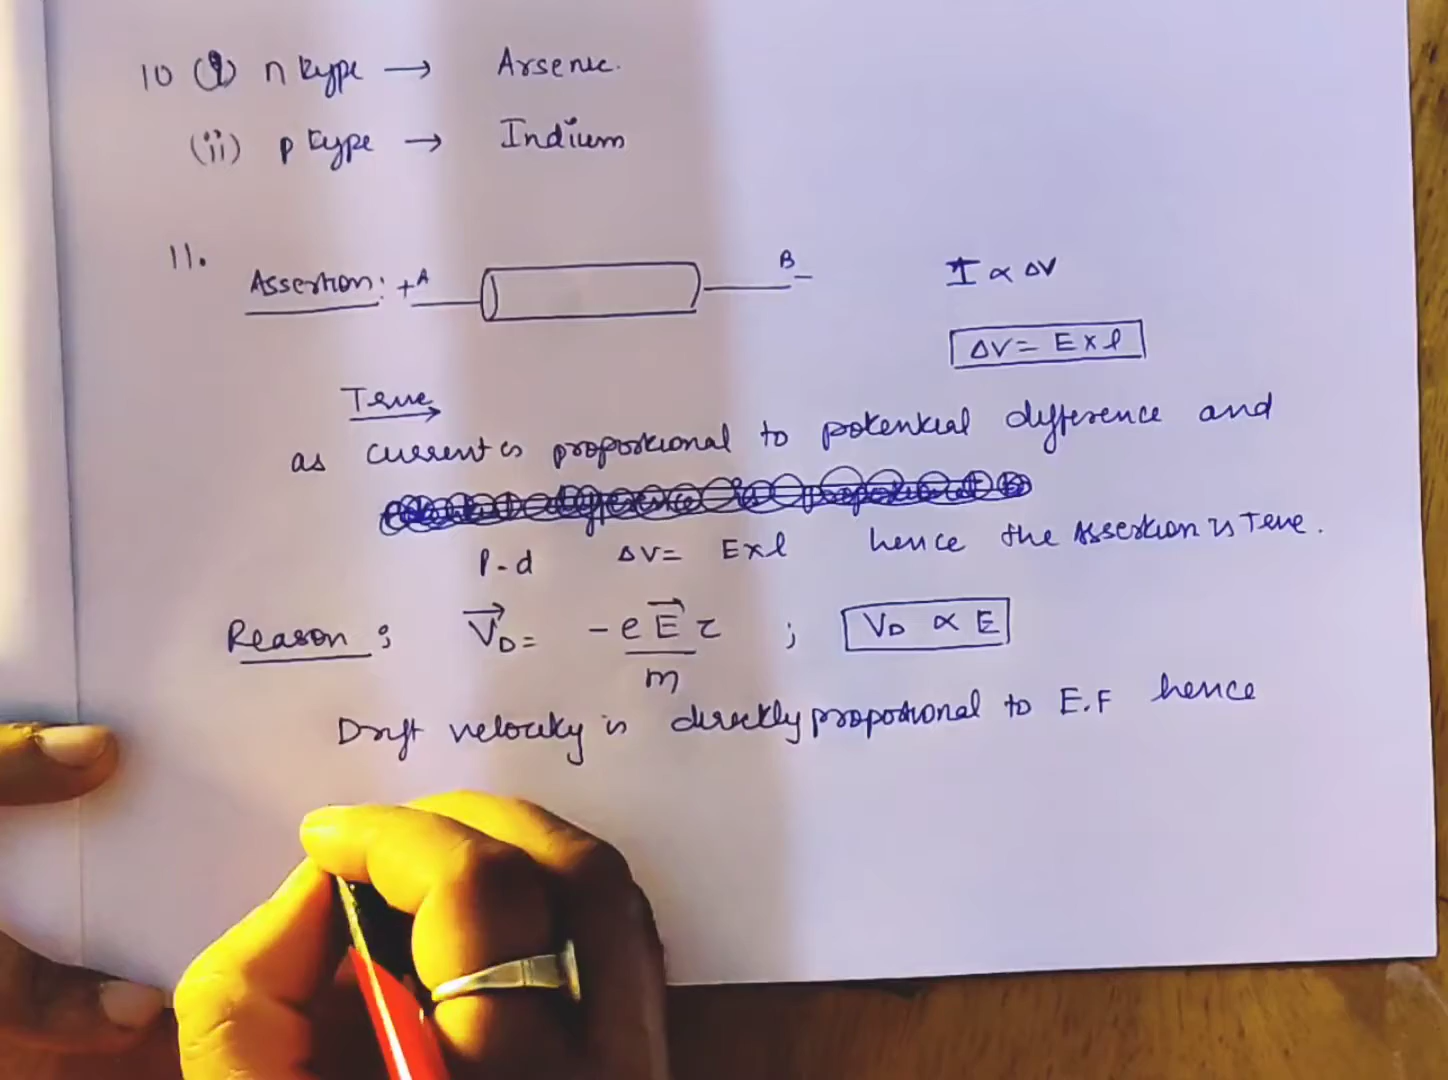 10 (i) n type → Arsenic.
(ii) p type → Indium
11.
Assertion: +A B -
I ∝ ΔV
ΔV = E x l
True
as current is proportional to potential difference and
P-d ΔV = E x l hence the Assertion is True.
Reason ; V⃗D = -eE⃗τ/m ; VD ∝ E
Drift velocity is directly proportional to E.F hence